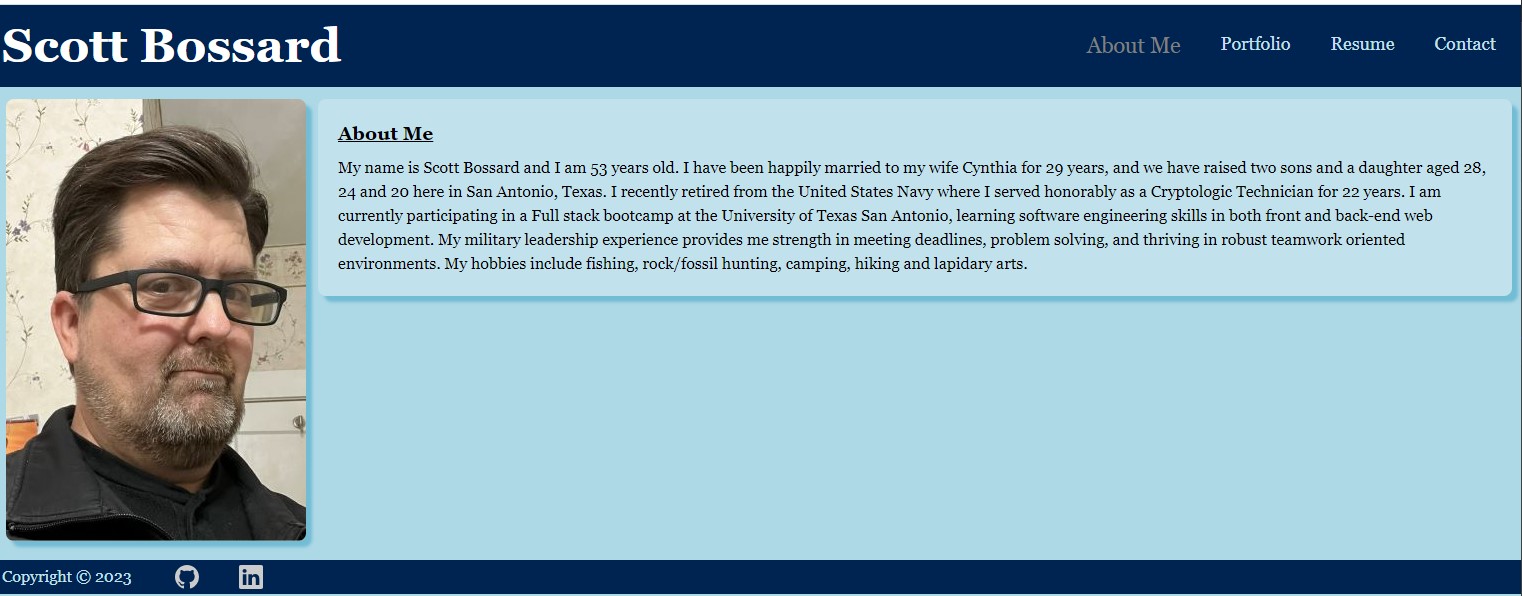 Scott Bossard
About Me
Portfolio
Resume
Contact
About Me
My name is Scott Bossard and I am 53 years old. I have been happily married to my wife Cynthia for 29 years, and we have raised two sons and a daughter aged 28,
24 and 20 here in San Antonio, Texas. I recently retired from the United States Navy where I served honorably as a Cryptologic Technician for 22 years. I am
currently participating in a Full stack bootcamp at the University of Texas San Antonio, learning software engineering skills in both front and back-end web
development. My military leadership experience provides me strength in meeting deadlines, problem solving, and thriving in robust teamwork oriented
environments. My hobbies include fishing, rock/fossil hunting, camping, hiking and lapidary arts.
Copyright © 2023
in